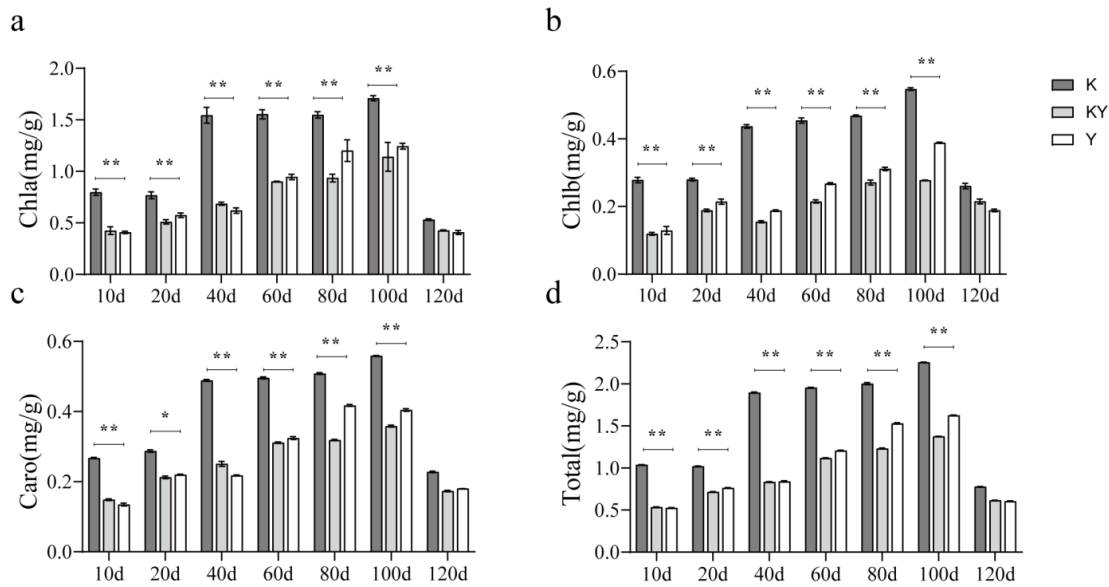 a
b
Chla(mg/g)
2.0
1.5
1.0
0.5
0.0
** ** ** ** ** **
10d 20d 40d 60d 80d 100d 120d
Chlb(mg/g)
0.6
0.4
0.2
0.0
** ** ** ** ** **
10d 20d 40d 60d 80d 100d 120d
K
KY
Y
c
d
Caro(mg/g)
0.6
0.4
0.2
0.0
** * ** ** ** **
10d 20d 40d 60d 80d 100d 120d
Total(mg/g)
2.5
2.0
1.5
1.0
0.5
0.0
** ** ** ** ** **
10d 20d 40d 60d 80d 100d 120d